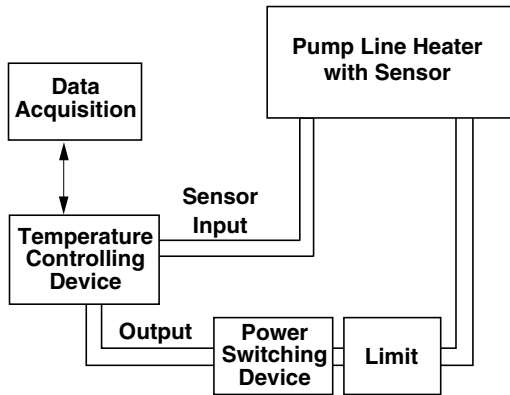 Pump Line Heater
with Sensor
Data
Acquisition
Sensor
Input
Temperature
Controlling
Device
Output
Power
Switching
Device
Limit